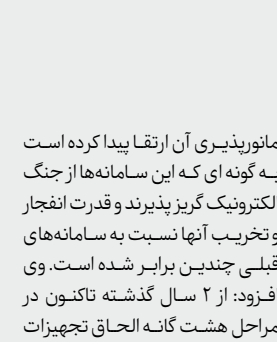 مانورپذیری آن ارتقا پیدا کرده است
به گونه ای که این سامانه‌ها از جنگ
الکترونیک گریز پذیرند و قدرت انفجار
و تخریب آنها نسبت به سامانه‌های
قبلی چندین برابر شده است. وی
افزود: از ۲ سال گذشته تاکنون در
مراحل هشت گانه الحاق تجهیزات